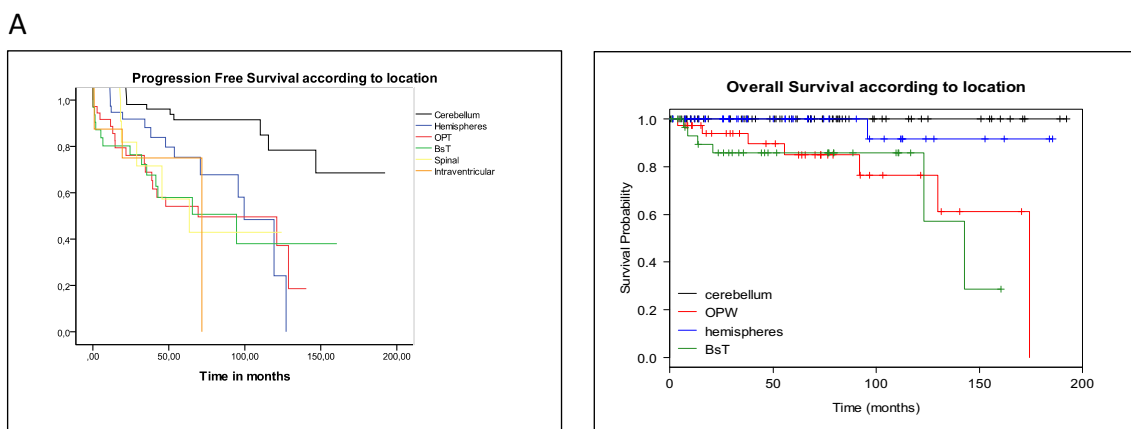 A
Progression Free Survival according to location
1,0
0,8
0,6
0,4
0,2
0,0
,00
50,00
100,00
150,00
200,00
Time in months
Cerebellum
Hemispheres
OPT
BsT
Spinal
Intraventricular
Overall Survival according to location
Survival Probability
1.0
0.8
0.6
0.4
0.2
0.0
0
50
100
150
200
Time (months)
cerebellum
OPW
hemispheres
BsT